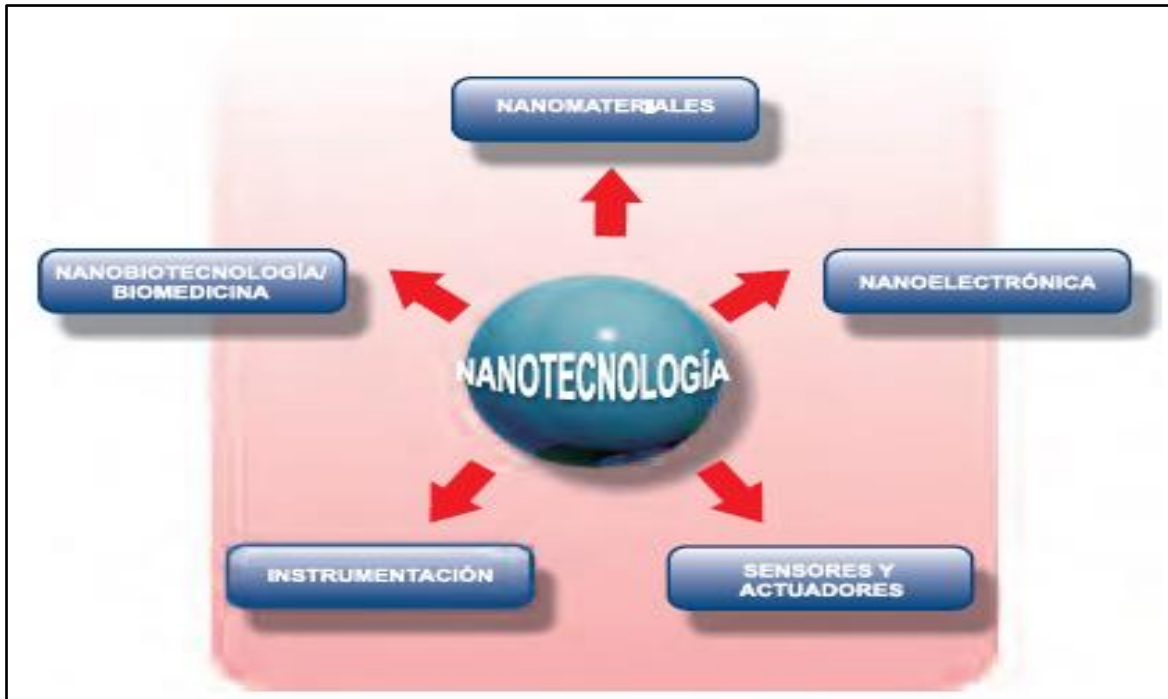 NANOMATERIALES
NANOBIOTECNOLOGÍA/
BIOMEDICINA
NANOELECTRÓNICA
NANOTECNOLOGÍA
INSTRUMENTACIÓN
SENSORES Y
ACTUADORES